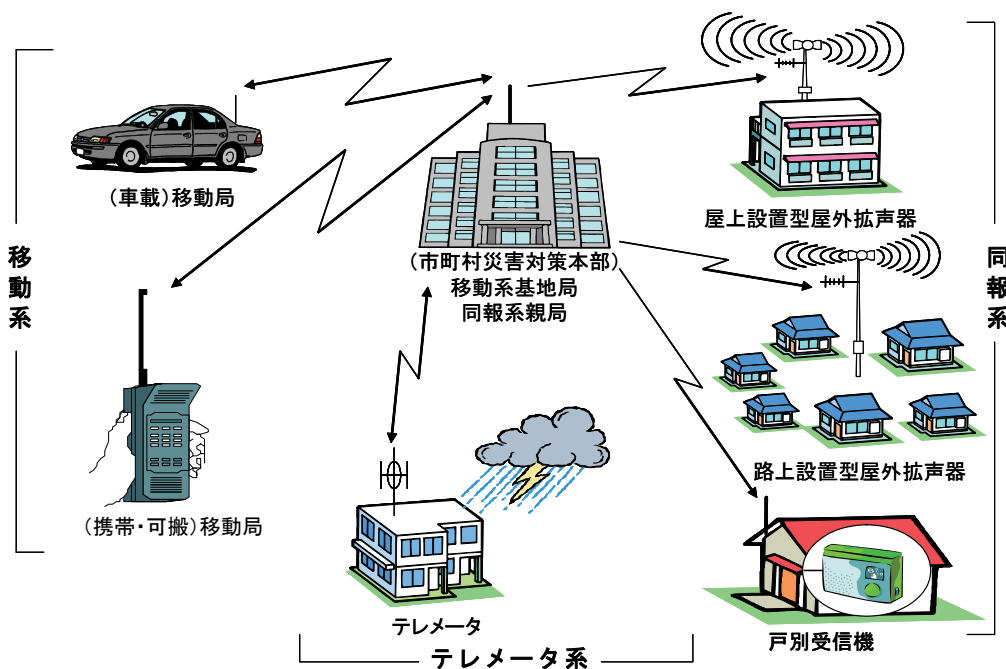 (車載)移動局
屋上設置型屋外拡声器
(市町村災害対策本部)
移動系基地局
同報系親局
移動系
同報系
路上設置型屋外拡声器
(携帯・可搬)移動局
テレメータ
戸別受信機
テレメータ系